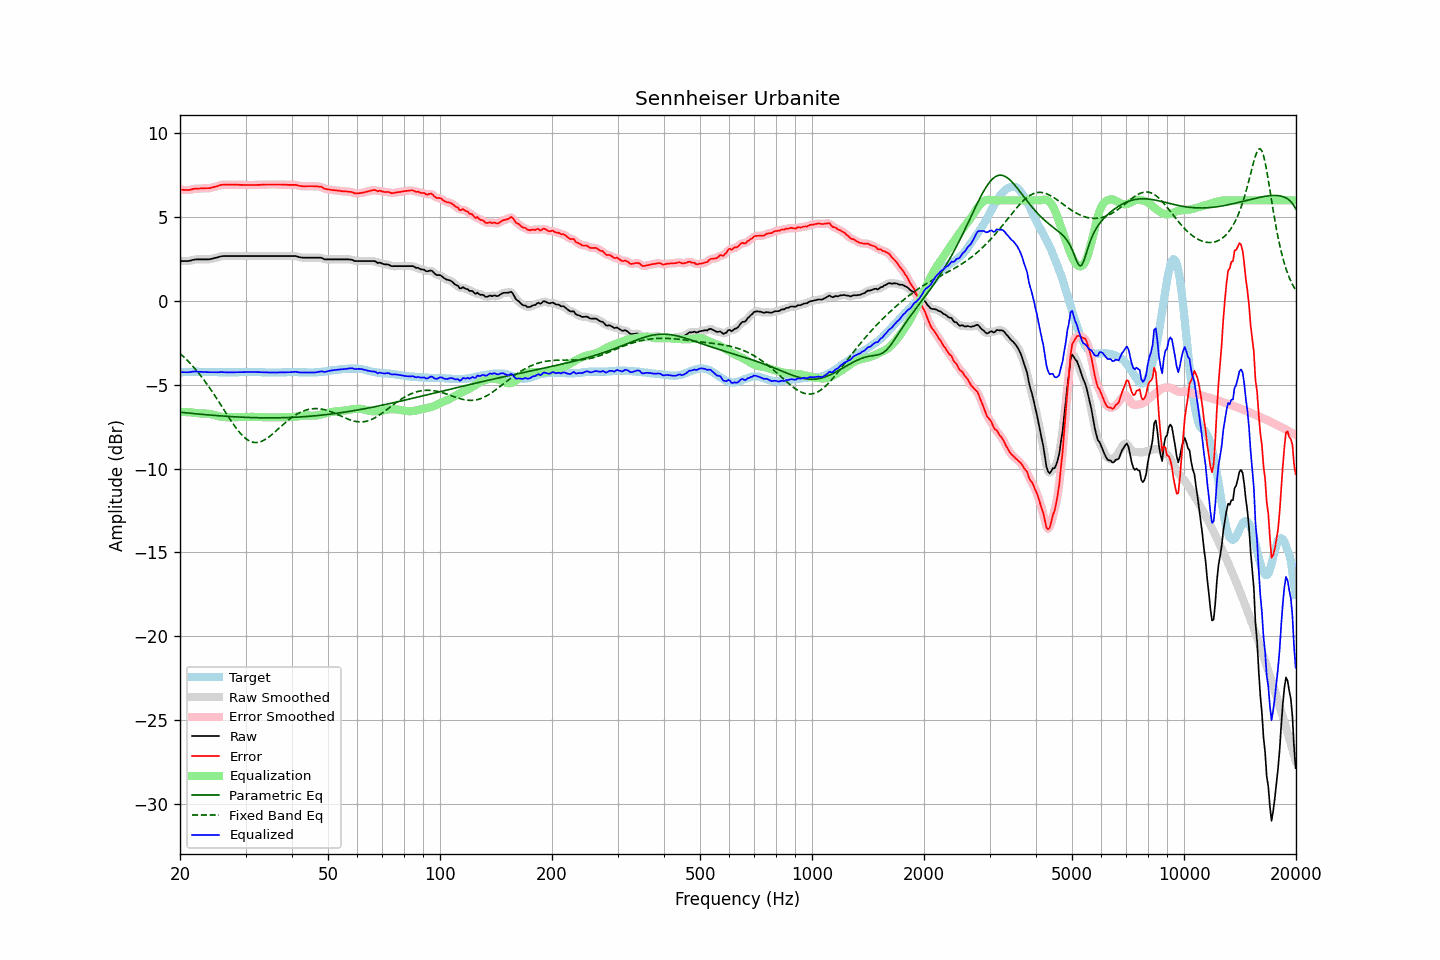 Sennheiser Urbanite
Amplitude (dBr)
10
5
0
−5
−10
−15
−20
−25
−30
Target
Raw Smoothed
Error Smoothed
Raw
Error
Equalization
Parametric Eq
Fixed Band Eq
Equalized
20 50 100 200 500 1000 2000 5000 10000 20000
Frequency (Hz)